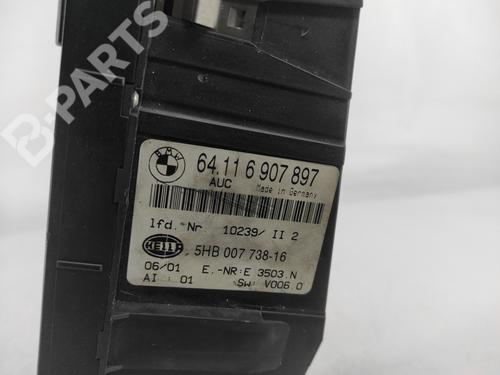 B-PARTS
BMW
64.11 6 907 897
AUC Made in Germany
lfd. Nr 10239/ II 2
HELLA 5HB 007 738-16
06/01 E.-NR:E 3503.N
AI : 01 SW V006.0